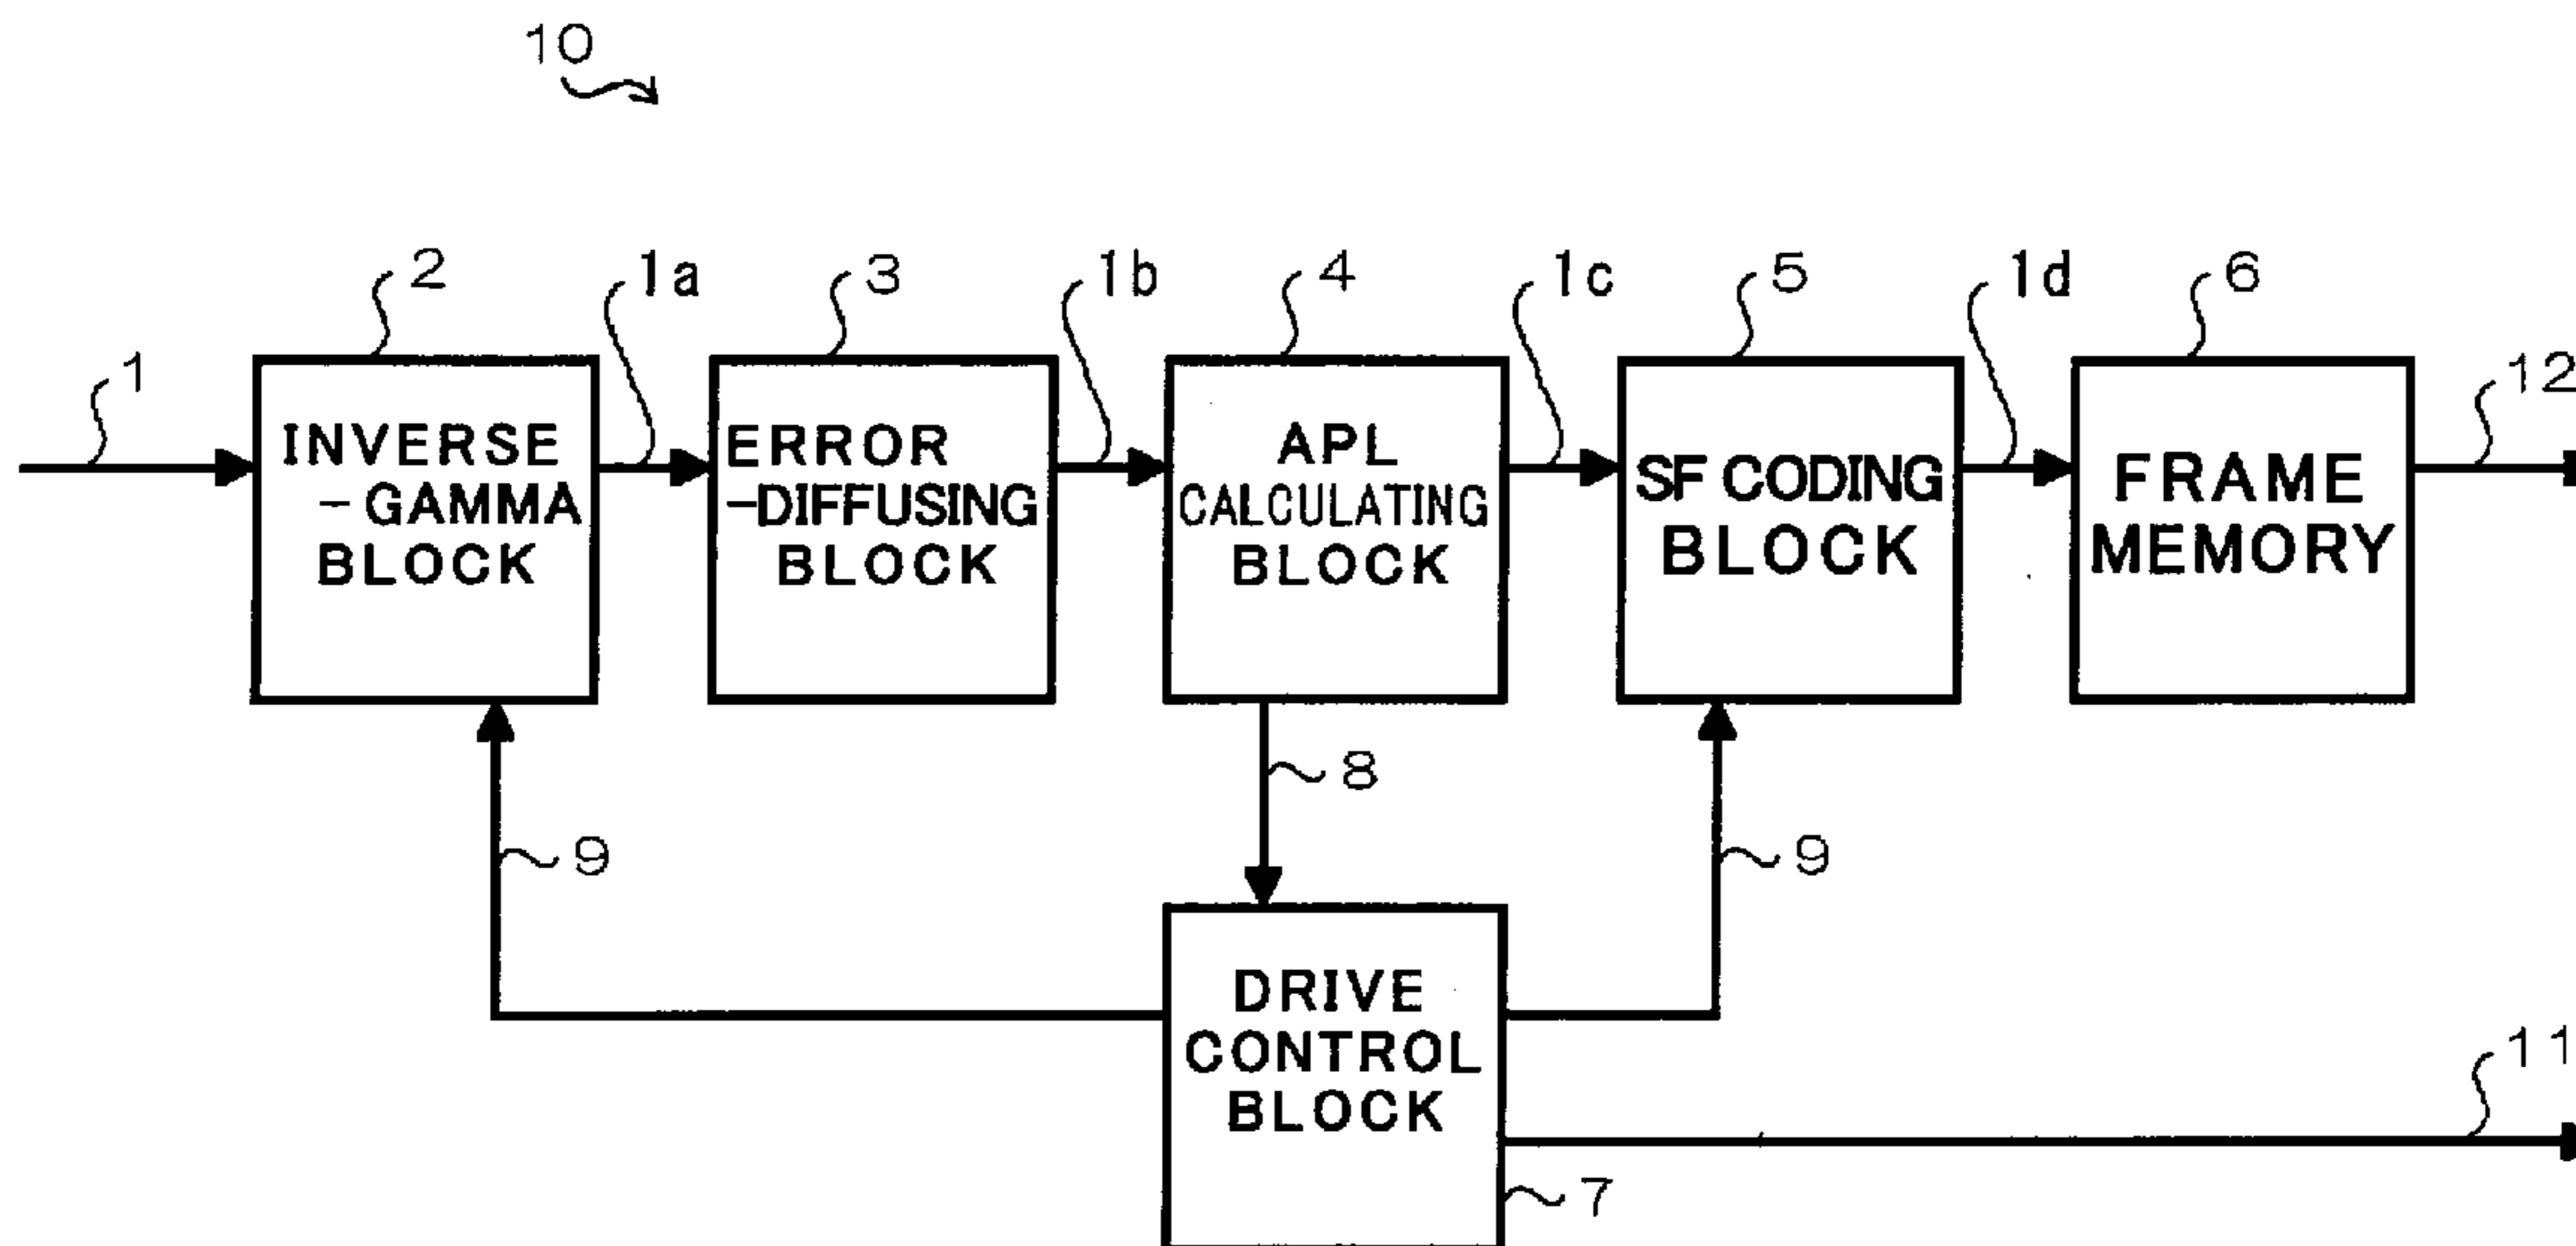 10
2
1a
3
1b
4
1c
5
1d
6
1
12
INVERSE
-GAMMA
BLOCK
ERROR
-DIFFUSING
BLOCK
APL
CALCULATING
BLOCK
SF CODING
BLOCK
FRAME
MEMORY
8
9
9
DRIVE
CONTROL
BLOCK
11
7